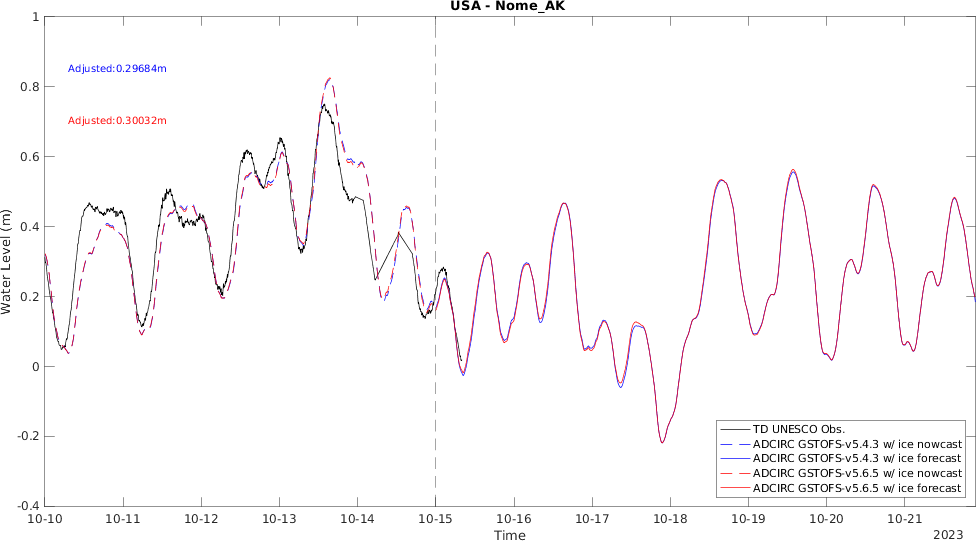 USA - Nome_AK
1
0.8
0.6
0.4
0.2
0
-0.2
-0.4
Water Level (m)
Adjusted:0.29684m
Adjusted:0.30032m
TD UNESCO Obs.
ADCIRC GSTOFS-v5.4.3 w/ ice nowcast
ADCIRC GSTOFS-v5.4.3 w/ ice forecast
ADCIRC GSTOFS-v5.6.5 w/ ice nowcast
ADCIRC GSTOFS-v5.6.5 w/ ice forecast
10-10 10-11 10-12 10-13 10-14 10-15 10-16 10-17 10-18 10-19 10-20 10-21
Time
2023